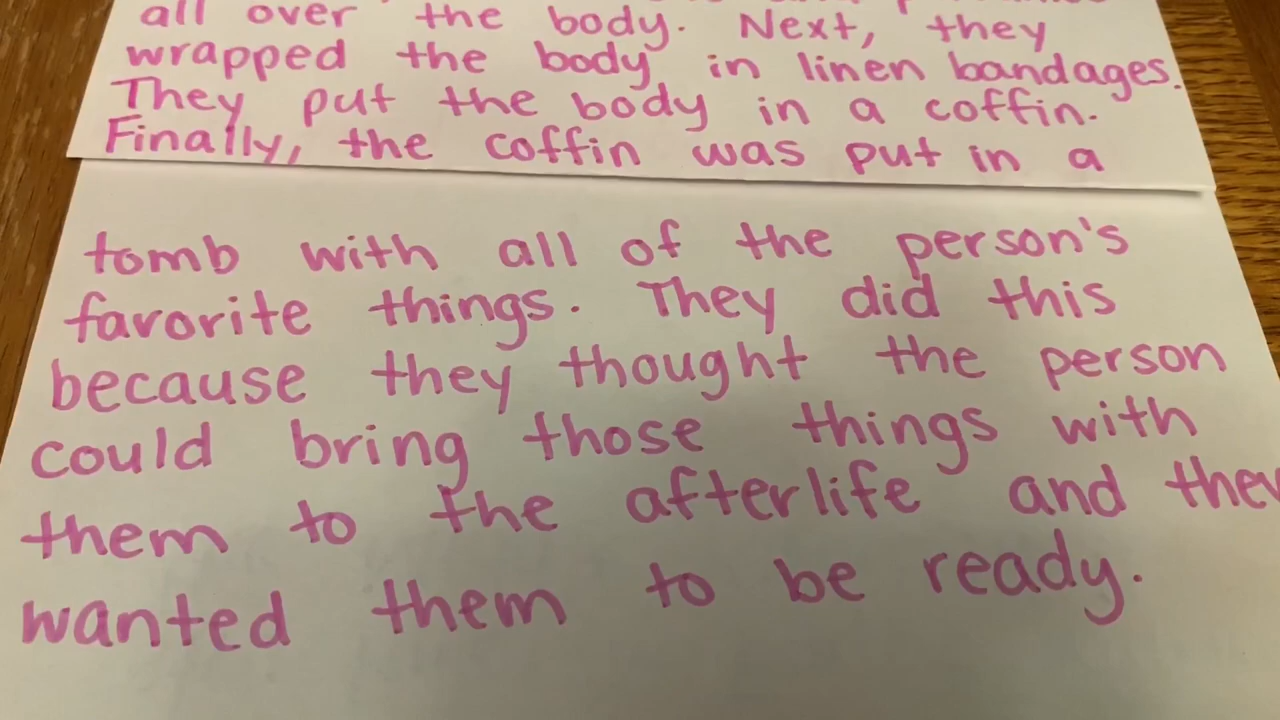 all over the body. Next, they
wrapped the body in linen bandages.
They put the body in a coffin.
Finally, the coffin was put in a
tomb with all of the person's
favorite things. They did this
because they thought the person
could bring those things with
them to the afterlife and they
wanted them to be ready.